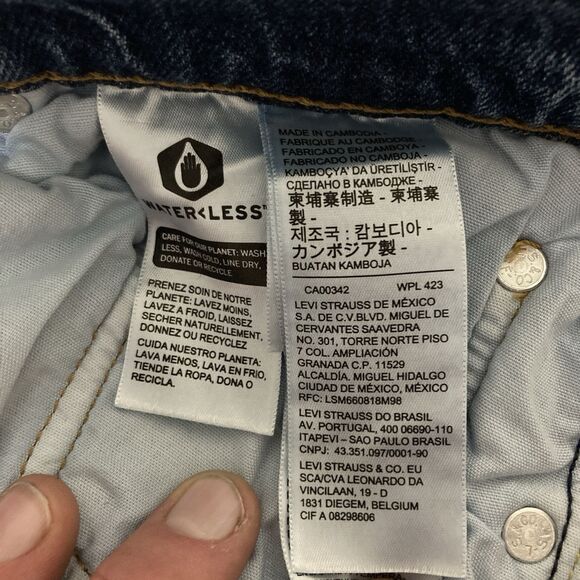 WATER<LESS™
CARE FOR OUR PLANET: WASH
LESS, WASH COLD, LINE DRY,
DONATE OR RECYCLE
PRENEZ SOIN DE NOTRE
PLANETE: LAVEZ MOINS,
LAVEZ A FROID, LAISSEZ
SECHER NATURELLEMENT,
DONNEZ OU RECYCLEZ
CUIDA NUESTRO PLANETA:
LAVA MENOS, LAVA EN FRIO,
TIENDE LA ROPA, DONA O
RECICLA.
MADE IN CAMBODIA -
FABRIQUE AU CAMBODGE -
FABRICADO EN CAMBOYA -
FABRICADO NO CAMBOJA -
KAMBOÇYA' DA ÜRETİLİŞTİR -
СДЕЛАНО В КАМБОДЖЕ -
柬埔寨制造 - 柬埔寨
製 -
제조국 : 캄보디아 -
カンボジア製 -
BUATAN KAMBOJA
CA00342 WPL 423
LEVI STRAUSS DE MÉXICO
S.A. DE C.V.BLVD. MIGUEL DE
CERVANTES SAAVEDRA
NO. 301, TORRE NORTE PISO
7 COL. AMPLIACIÓN
GRANADA C.P. 11529
ALCALDÍA. MIGUEL HIDALGO
CIUDAD DE MÉXICO, MÉXICO
RFC: LSM660818M98
LEVI STRAUSS DO BRASIL
AV. PORTUGAL, 400 06690-110
ITAPEVI – SAO PAULO BRASIL
CNPJ: 43.351.097/0001-90
LEVI STRAUSS & CO. EU
SCA/CVA LEONARDO DA
VINCILAAN, 19 - D
1831 DIEGEM, BELGIUM
CIF A 08298606